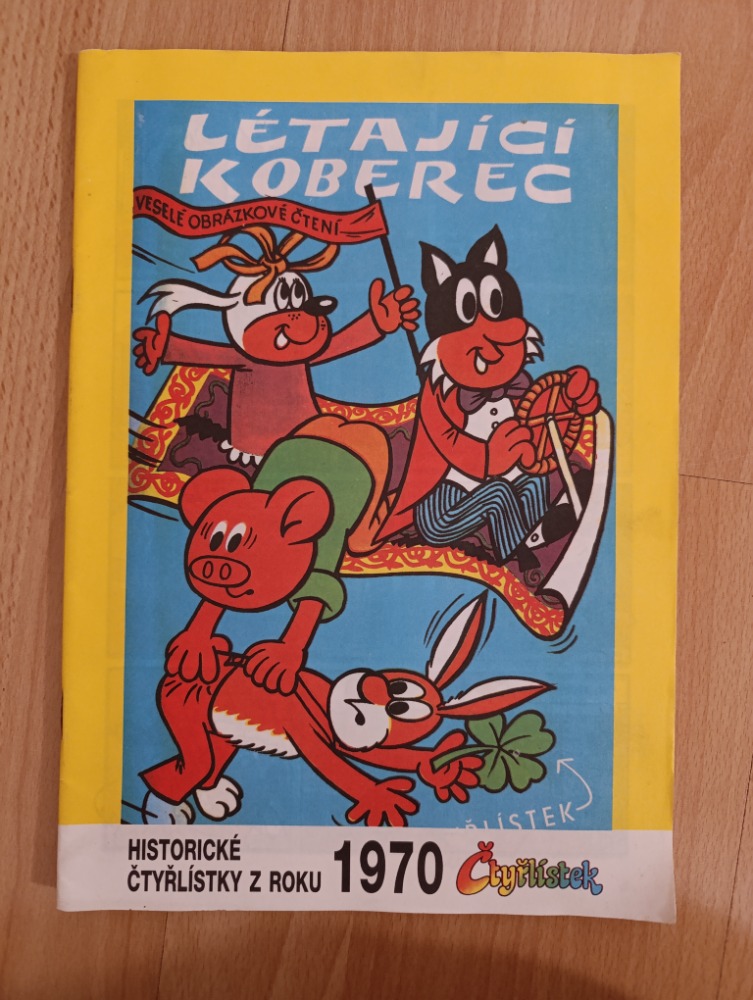 LÉTAJÍCÍ
KOBEREC
VESELÉ OBRÁZKOVÉ ČTENÍ
HISTORICKÉ
ČTYŘLÍSTKY Z ROKU 1970 Čtyřlístek